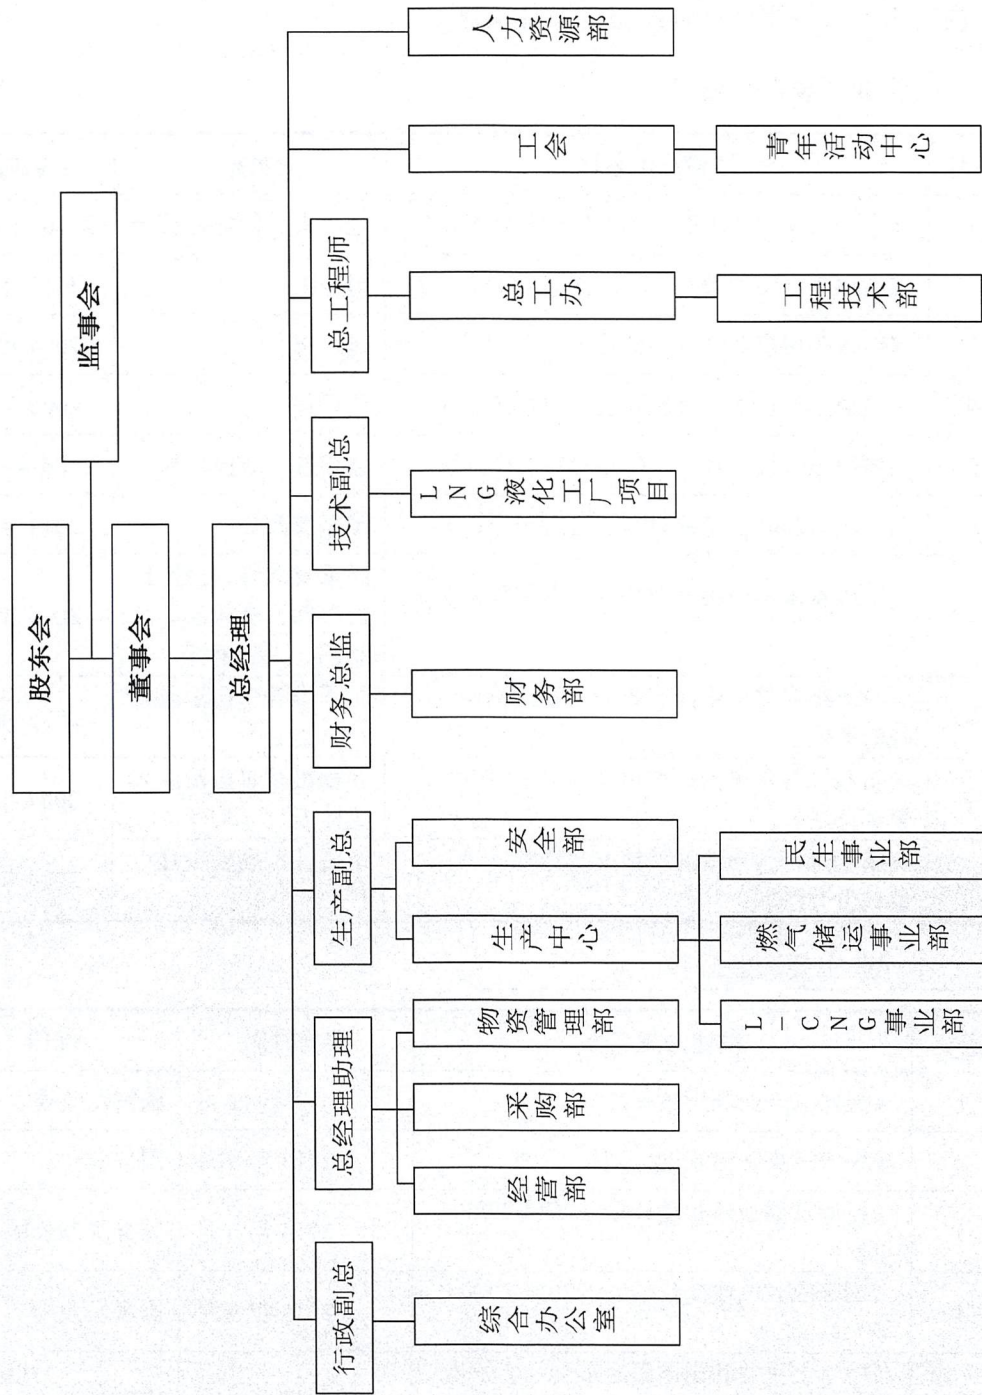 股东会
监事会
董事会
总经理
行政副总
总经理助理
生产副总
财务总监
技术副总
总工程师
综合办公室
经营部
采购部
物资管理部
生产中心
安全部
财务部
LNG液化工厂项目
总工办
工会
人力资源部
L-CNG事业部
燃气储运事业部
民生事业部
工程技术部
青年活动中心